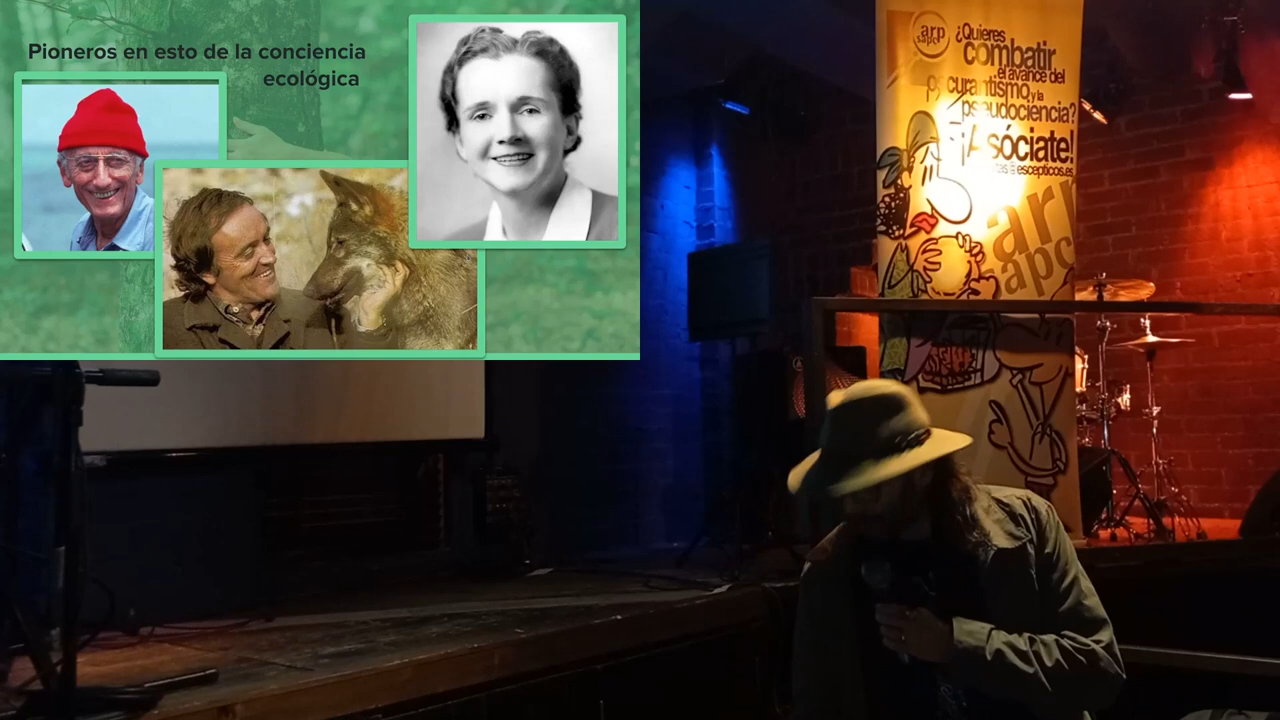 Pioneros en esto de la conciencia
ecológica
arp
sapc
¿Quieres
combatir
el avance del
oscurantismo y la
pseudociencia?
¡Asóciate!
@escepticos.es
arp
sapc